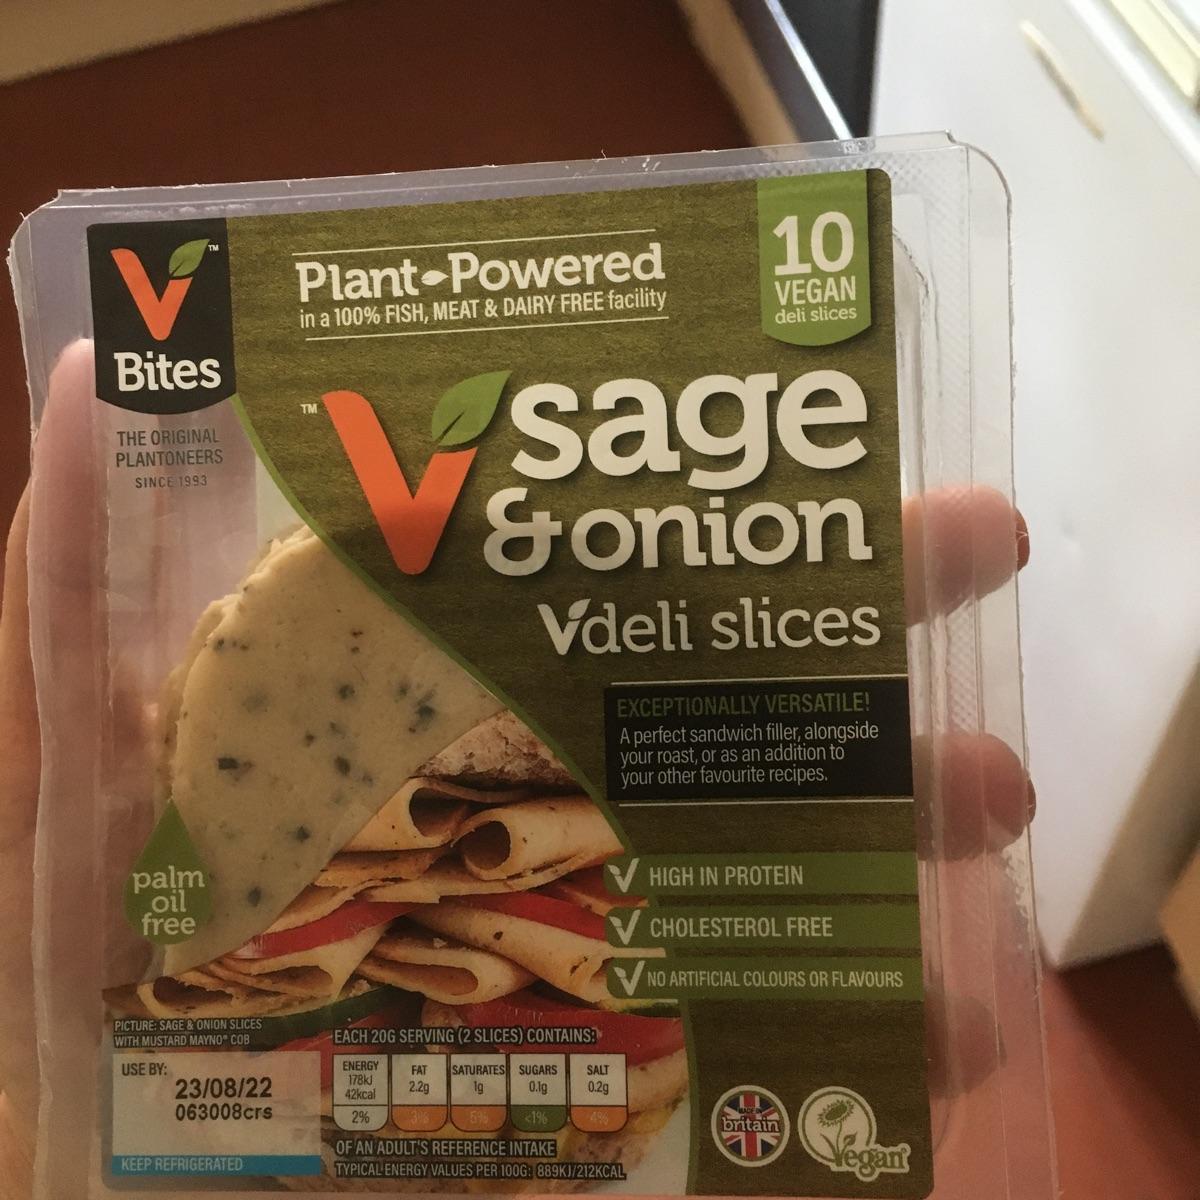 V™
Bites
THE ORIGINAL
PLANTONEERS
SINCE 1993
Plant-Powered
in a 100% FISH, MEAT & DAIRY FREE facility
10
VEGAN
deli slices
™ V sage
& onion
Vdeli slices
EXCEPTIONALLY VERSATILE!
A perfect sandwich filler, alongside
your roast, or as an addition to
your other favourite recipes.
palm
oil
free
HIGH IN PROTEIN
CHOLESTEROL FREE
NO ARTIFICIAL COLOURS OR FLAVOURS
PICTURE: SAGE & ONION SLICES
WITH MUSTARD MAYNO® COB
USE BY:
23/08/22
063008crs
KEEP REFRIGERATED
EACH 20G SERVING (2 SLICES) CONTAINS:
ENERGY FAT SATURATES SUGARS SALT
178kJ 2.2g 1g 0.1g 0.2g
42kcal
2% 3% 5% <1% 4%
OF AN ADULT'S REFERENCE INTAKE
TYPICAL ENERGY VALUES PER 100G: 889KJ/212KCAL
MADE IN
britain
Vegan